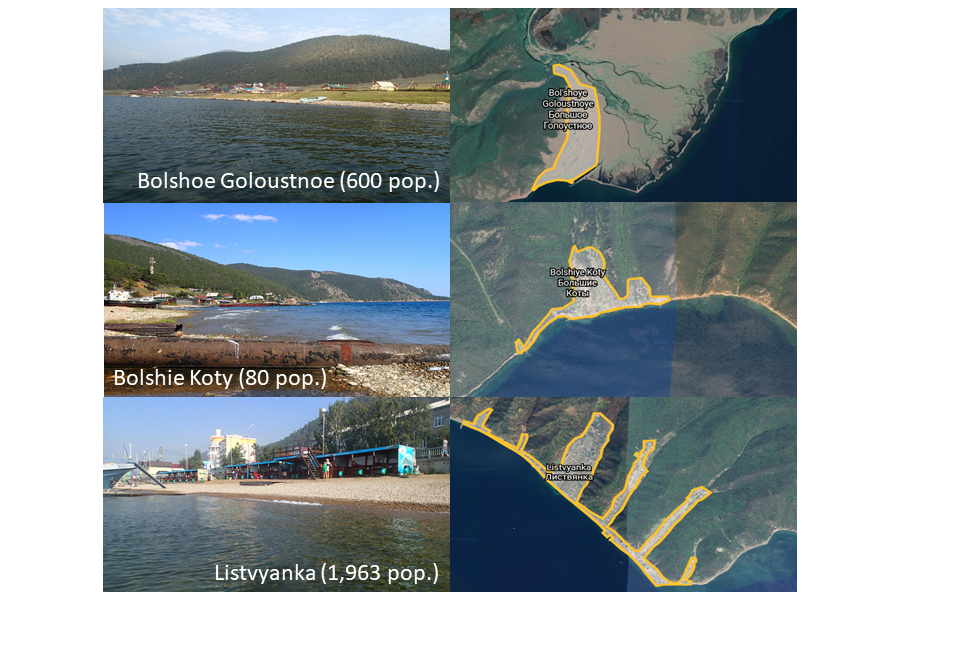 Bolshoe Goloustnoe (600 pop.)
Bol'shoye
Goloustnoye
Большое
Голоустное
Bolshie Koty (80 pop.)
Bolshiye Koty
Большие
Коты
Listvyanka (1,963 pop.)
Listvyanka
Листвянка